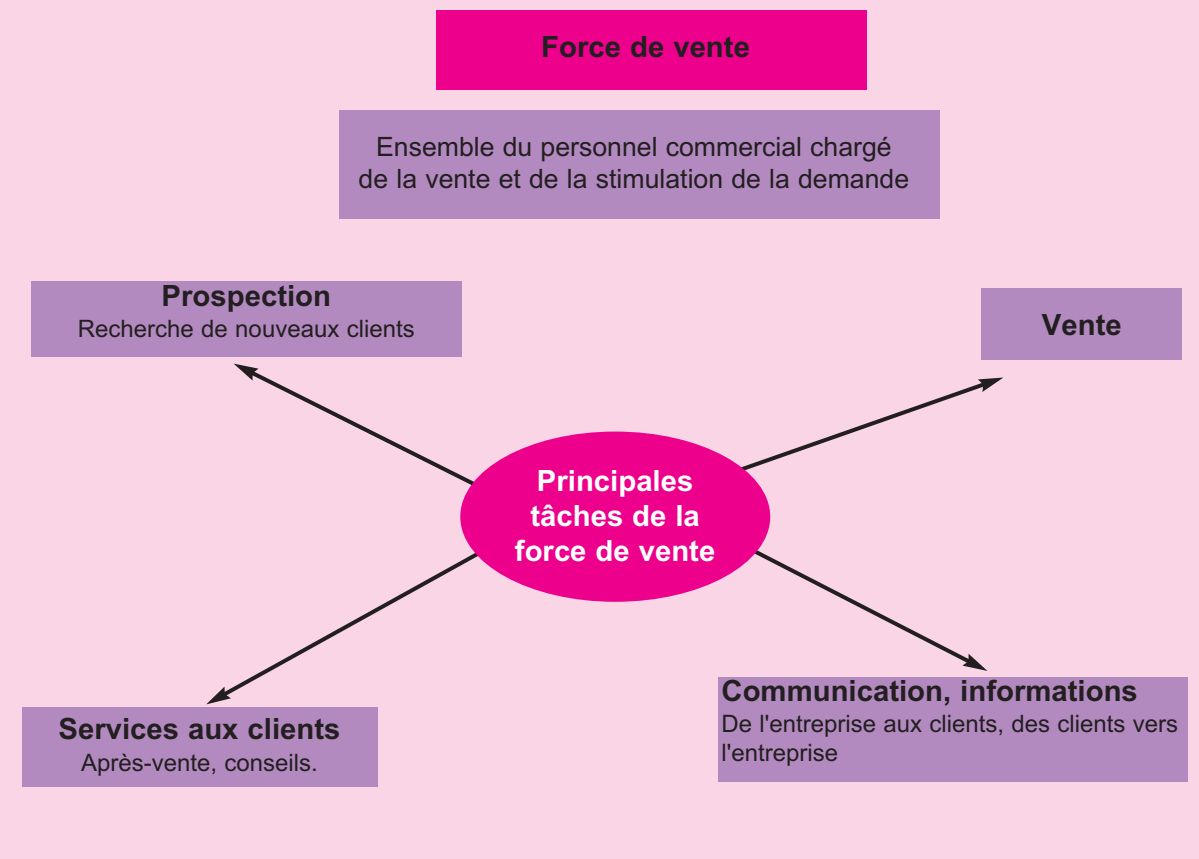 Force de vente
Ensemble du personnel commercial chargé
de la vente et de la stimulation de la demande
Prospection
Recherche de nouveaux clients
Vente
Principales
tâches de la
force de vente
Services aux clients
Après-vente, conseils.
Communication, informations
De l'entreprise aux clients, des clients vers
l'entreprise